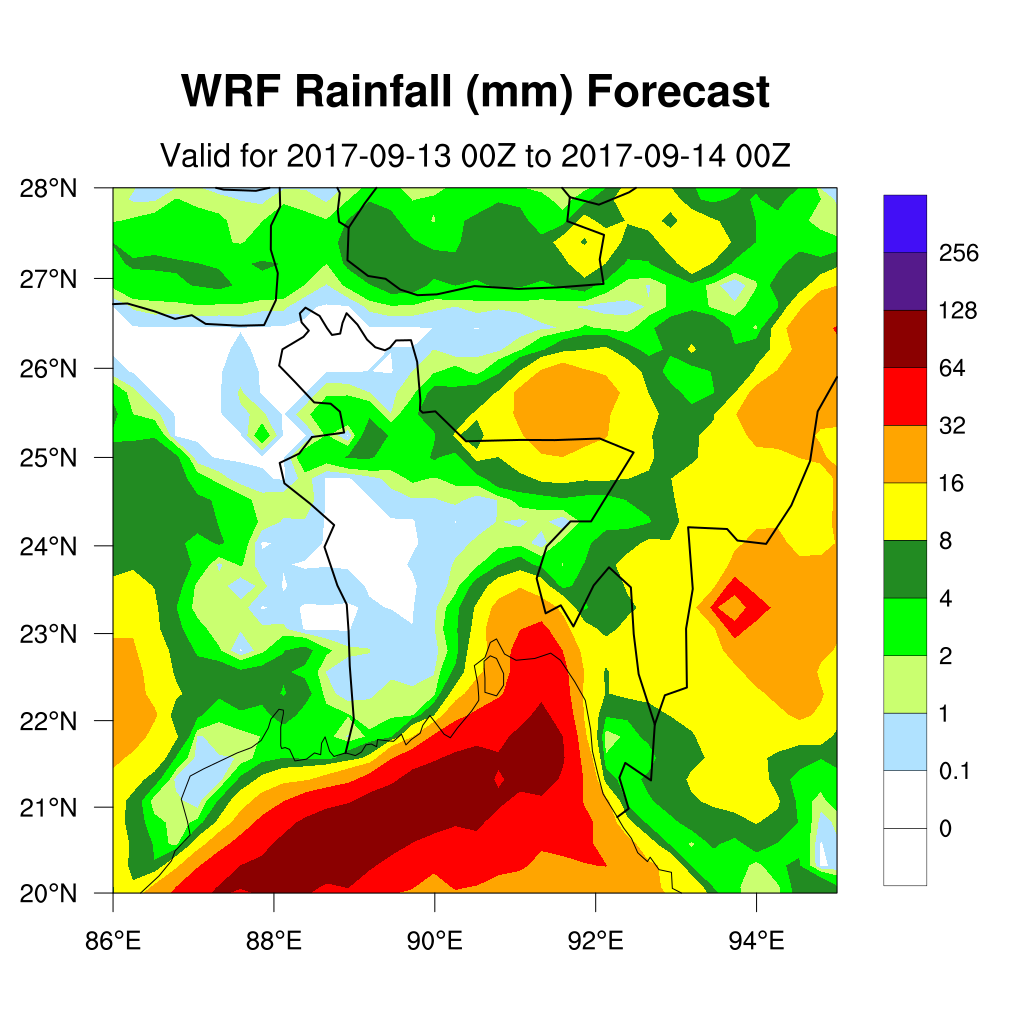 WRF Rainfall (mm) Forecast
Valid for 2017-09-13 00Z to 2017-09-14 00Z
28°N
27°N
26°N
25°N
24°N
23°N
22°N
21°N
20°N
86°E 88°E 90°E 92°E 94°E
256
128
64
32
16
8
4
2
1
0.1
0